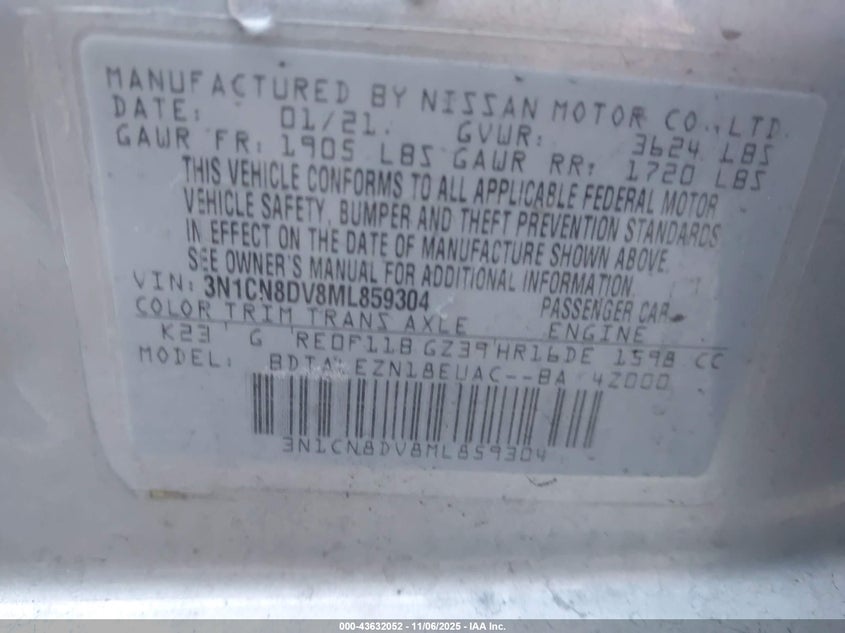 MANUFACTURED BY NISSAN MOTOR CO., LTD.
DATE: 01/21. GVWR: 3624 LBS
GAWR FR: 1905 LBS GAWR RR: 1720 LBS
THIS VEHICLE CONFORMS TO ALL APPLICABLE FEDERAL MOTOR
VEHICLE SAFETY, BUMPER AND THEFT PREVENTION STANDARDS
IN EFFECT ON THE DATE OF MANUFACTURE SHOWN ABOVE.
SEE OWNER'S MANUAL FOR ADDITIONAL INFORMATION.
VIN: 3N1CN8DV8ML859304 PASSENGER CAR
COLOR TRIM TRANS AXLE ENGINE
K23 G RE0F11B GZ39 HR16DE 1598 CC
MODEL: BDTA EZN18EUAC--BA 4Z000
3N1CN8DV8ML859304
000-43632052 - 11/06/2025 - IAA Inc.